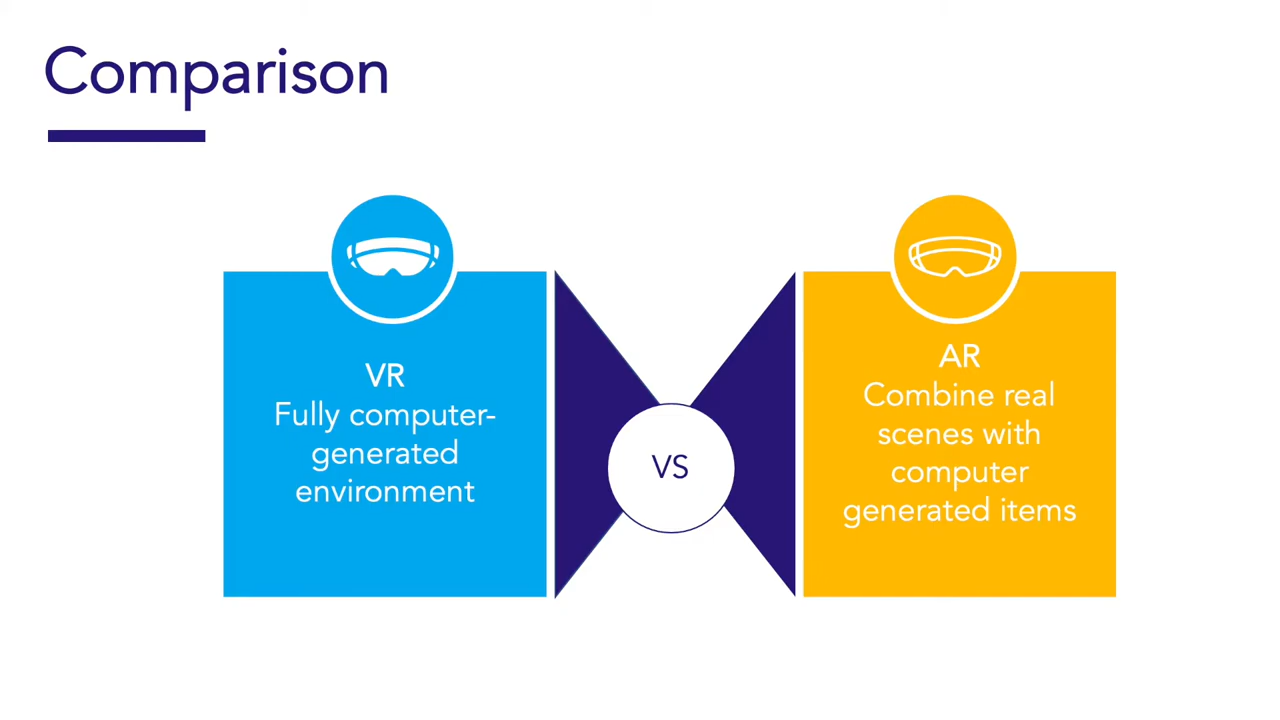 Comparison
VR
Fully computer-
generated
environment
VS
AR
Combine real
scenes with
computer
generated items